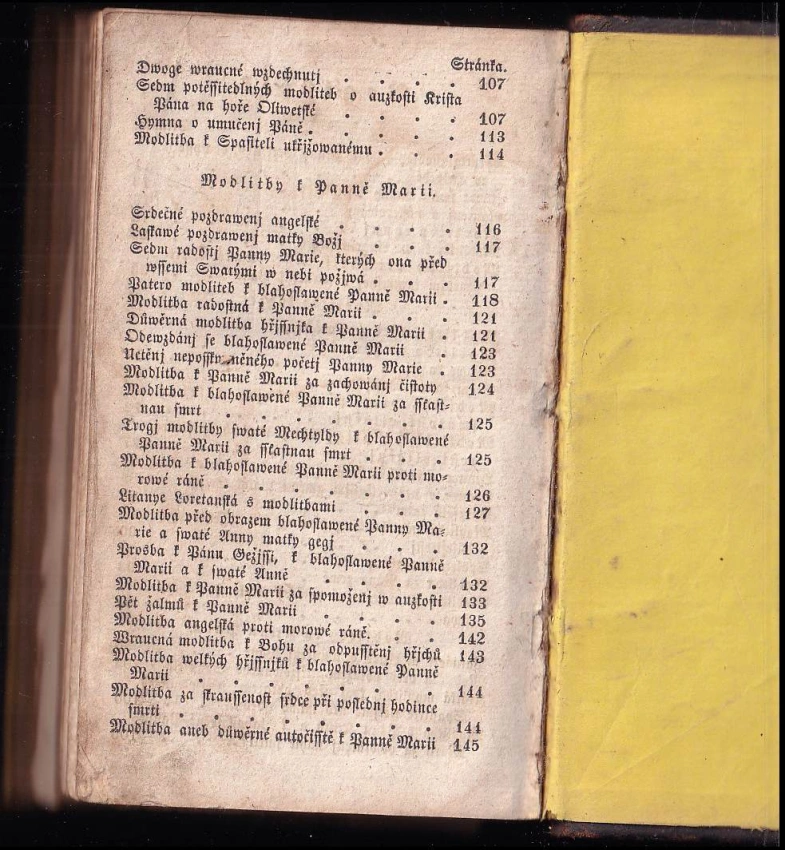 Stránka.
Dwoge wraucné wzdechnutj . . . . 107
Sedm potěssitedlných modliteb o auzkosti Krista
Pána na hoře Oliwetské . . . . 107
Hymna o umučenj Páně . . . . 113
Modlitba k Spasiteli ukřjžowanému . . . 114
Modlitby k Panně Marii.
Srdečné pozdrawenj angelské . . . . 116
Laskawé pozdrawenj matky Božj . . . 117
Sedm radostj Panny Marie, kterých ona před
wssemi Swatými w nebi požjwá . . . 117
Patero modliteb k blahoslawené Panně Marii . 118
Modlitba radostná k Panně Marii . . . 121
Důwěrná modlitba hřjssnjka k Panně Marii . 121
Odewzdánj se blahoslawené Panně Marii . 123
Uctěnj neposskwrněného početj Panny Marie . 123
Modlitba k Panně Marii za zachowánj čistoty 124
Modlitba k blahoslawené Panně Marii za sstast-
nau smrt . . . . . . . 125
Trogj modlitby swaté Mechtyldy k blahoslawené
Panně Marii za sstastnau smrt . . . 125
Modlitba k blahoslawené Panně Marii proti mo-
rowé ráně . . . . . . . 126
Litanye Loretanská s modlitbami . . . 127
Modlitba před obrazem blahoslawené Panny Ma-
rie a swaté Anny matky gegj . . . 132
Prosba k Pánu Gežjssi, k blahoslawené Panně
Marii a k swaté Anně . . . . 132
Modlitba k Panně Marii za spomoženj w auzkosti 133
Pět žalmů k Panně Marii . . . . 135
Modlitba angelská proti morowé ráně. . . 142
Wraucná modlitba k Bohu za odpusstěnj hřjchů 143
Modlitba welkých hřjssnjků k blahoslawené Panně
Marii . . . . . . . 144
Modlitba za skraussenost srdce při poslednj hodince
smrti . . . . . . . 144
Modlitba aneb důwěrné autočisstě k Panně Marii 145